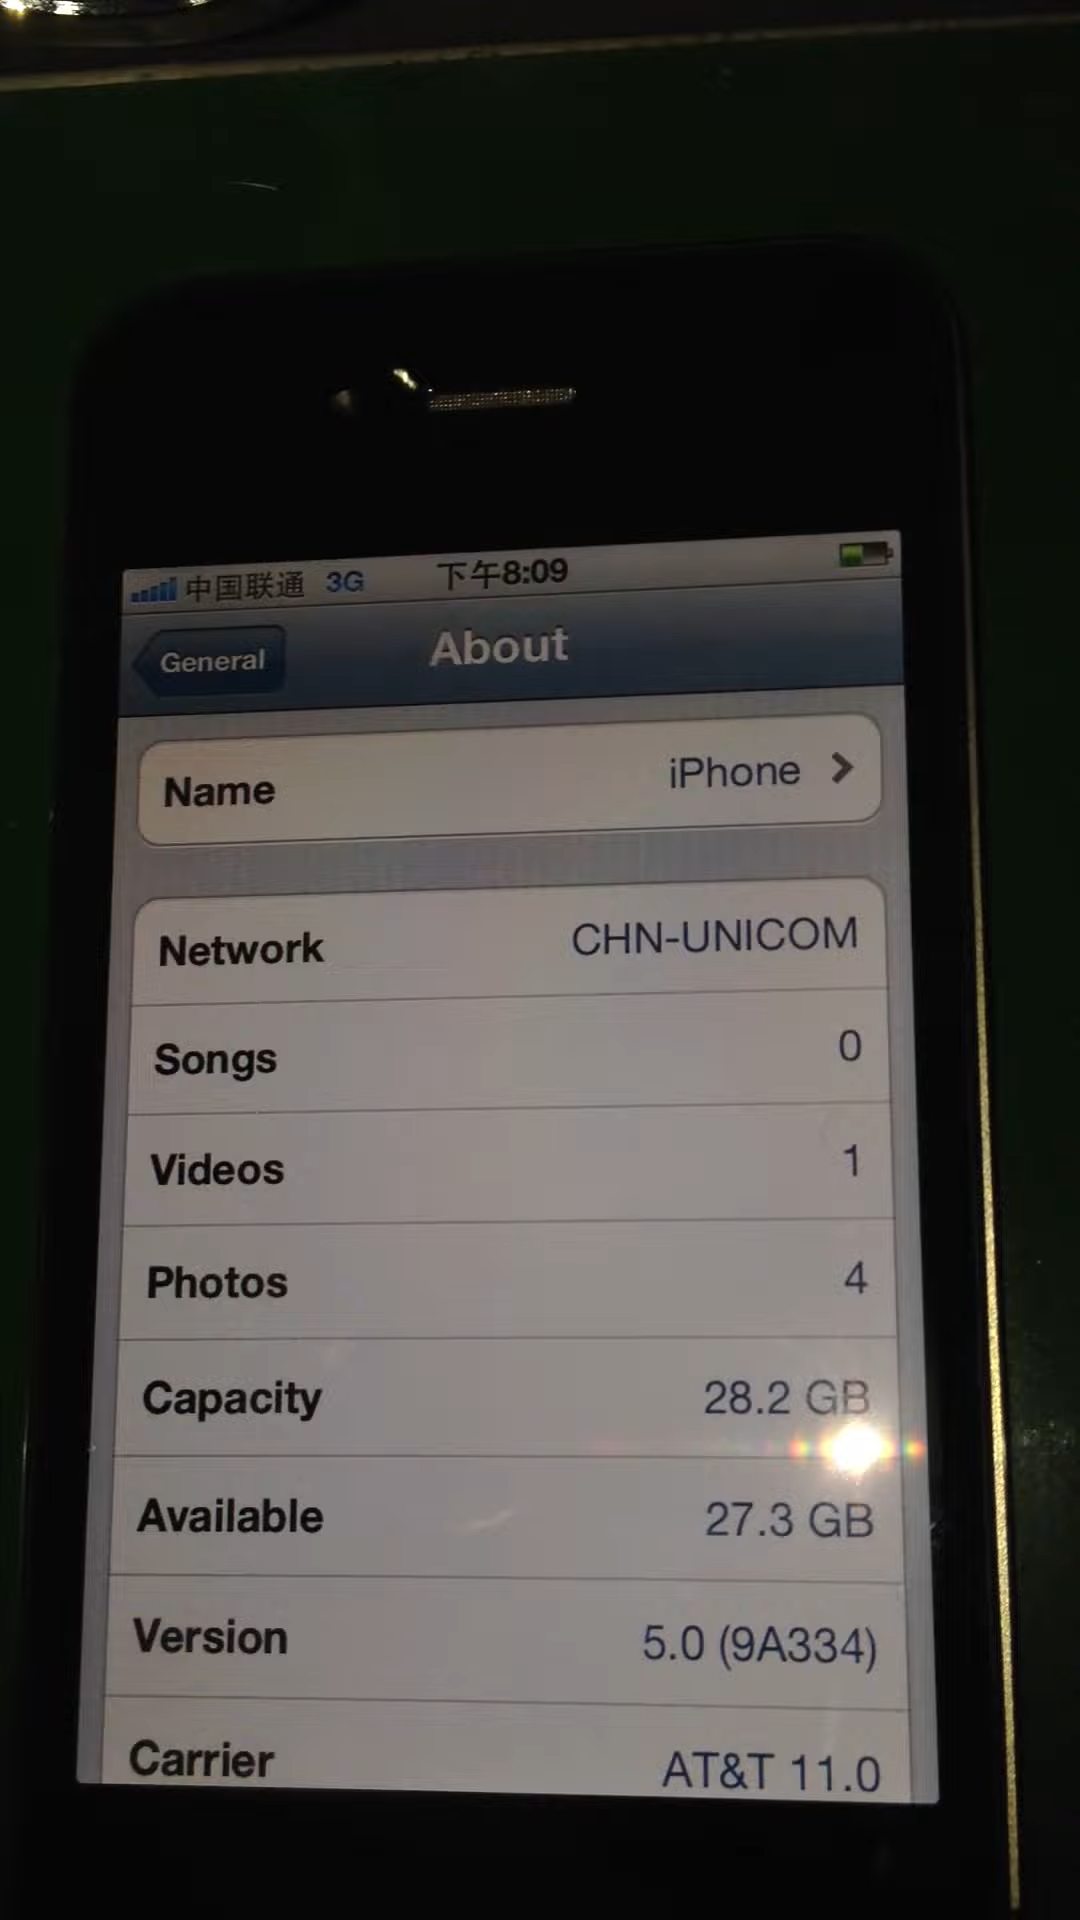 中国联通 3G 下午8:09
General About
Name iPhone
Network CHN-UNICOM
Songs 0
Videos 1
Photos 4
Capacity 28.2 GB
Available 27.3 GB
Version 5.0 (9A334)
Carrier AT&T 11.0